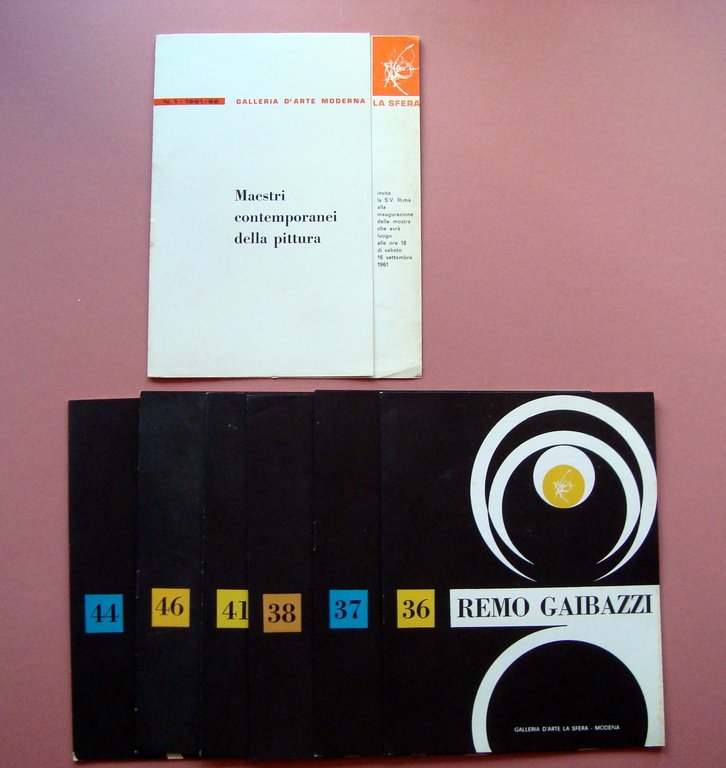 N. 1 - 1961-62
GALLERIA D'ARTE MODERNA
LA SFERA
Maestri
contemporanei
della pittura
invita
la S.V. Ill.ma
alla
inaugurazione
della mostra
che avrà
luogo
alle ore 18
di sabato
16 settembre
1961
44
46
41
38
37
36
REMO GAIBAZZI
GALLERIA D'ARTE LA SFERA - MODENA